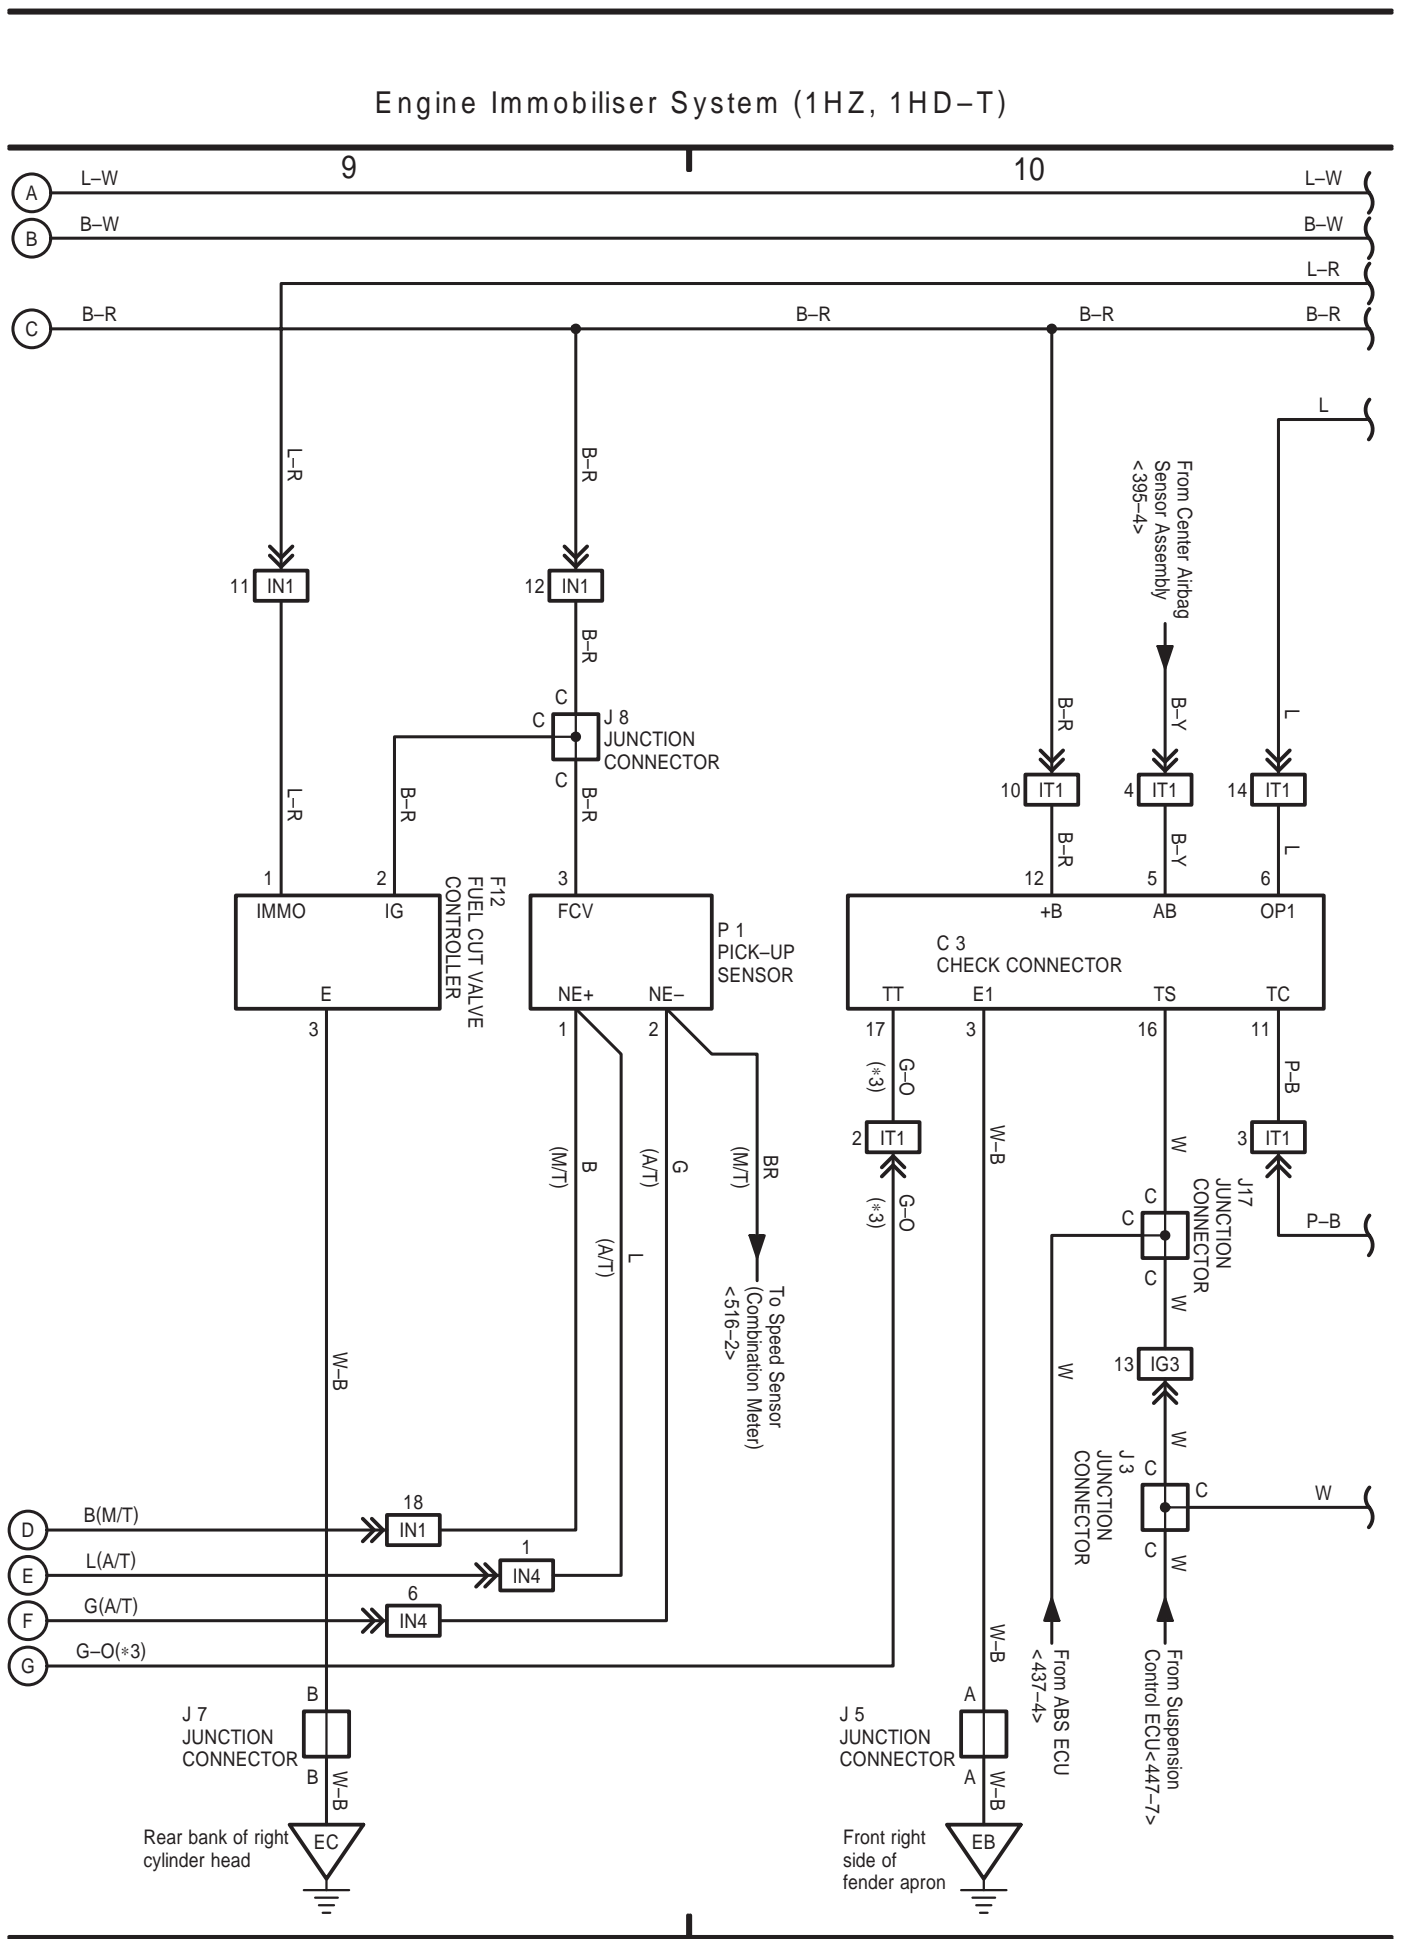 Engine Immobiliser System (1HZ, 1HD–T)
9
10
A
L–W
L–W
B
B–W
B–W
L–R
C
B–R
B–R
B–R
B–R
L
L–R
B–R
From Center Airbag
Sensor Assembly
<395–4>
11
IN1
12
IN1
B–R
C
C
J 8
JUNCTION
CONNECTOR
C
L–R
B–R
B–R
B–R
B–Y
L
10
IT1
4
IT1
14
IT1
B–R
B–Y
L
1
2
3
12
5
6
IMMO
IG
E
3
F12
FUEL CUT VALVE
CONTROLLER
FCV
NE+
NE–
1
2
P 1
PICK–UP
SENSOR
+B
AB
OP1
C 3
CHECK CONNECTOR
TT
E1
TS
TC
17
3
16
11
G–O
(*3)
P–B
2
IT1
3
IT1
G–O
(*3)
W–B
W
B
(M/T)
L
(A/T)
G
(A/T)
BR
(M/T)
To Speed Sensor
(Combination Meter)
<516–2>
C
C
C
J17
JUNCTION
CONNECTOR
P–B
W
W
13
IG3
W
W–B
C
C
C
J 3
JUNCTION
CONNECTOR
W
W
18
D
B(M/T)
IN1
1
E
L(A/T)
IN4
6
F
G(A/T)
IN4
G
G–O(*3)
W–B
From ABS ECU
<437–4>
From Suspension
Control ECU<447–7>
B
J 7
JUNCTION
CONNECTOR
B
W–B
A
J 5
JUNCTION
CONNECTOR
A
W–B
Rear bank of right
cylinder head
EC
Front right
side of
fender apron
EB